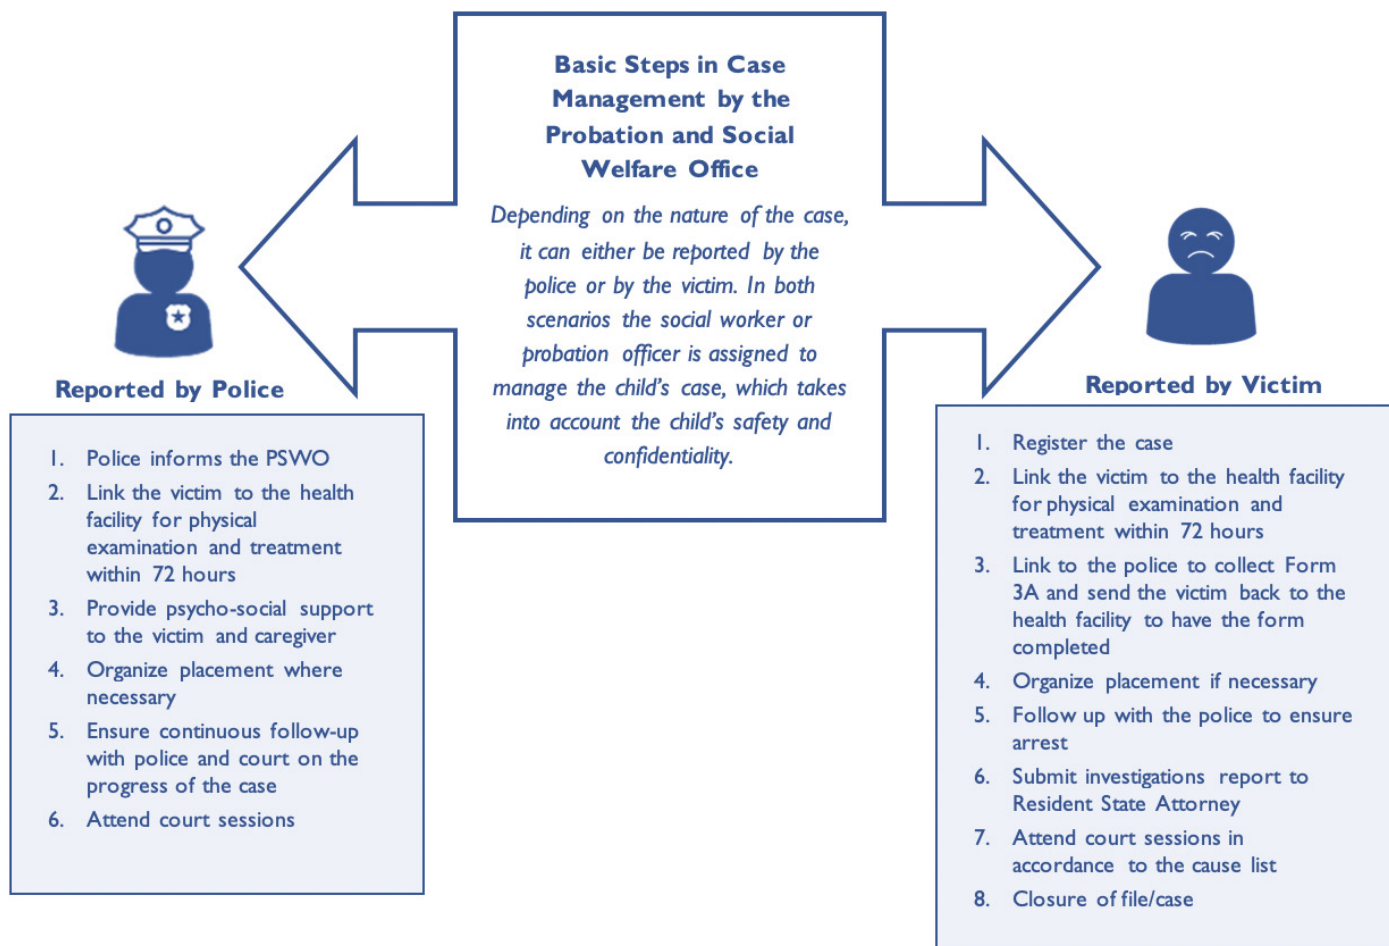 Basic Steps in Case
Management by the
Probation and Social
Welfare Office
Depending on the nature of the case,
it can either be reported by the
police or by the victim. In both
scenarios the social worker or
probation officer is assigned to
manage the child's case, which takes
into account the child's safety and
confidentiality.
Reported by Police
1. Police informs the PSWO
2. Link the victim to the health
facility for physical
examination and treatment
within 72 hours
3. Provide psycho-social support
to the victim and caregiver
4. Organize placement where
necessary
5. Ensure continuous follow-up
with police and court on the
progress of the case
6. Attend court sessions
Reported by Victim
1. Register the case
2. Link the victim to the health facility
for physical examination and
treatment within 72 hours
3. Link to the police to collect Form
3A and send the victim back to the
health facility to have the form
completed
4. Organize placement if necessary
5. Follow up with the police to ensure
arrest
6. Submit investigations report to
Resident State Attorney
7. Attend court sessions in
accordance to the cause list
8. Closure of file/case